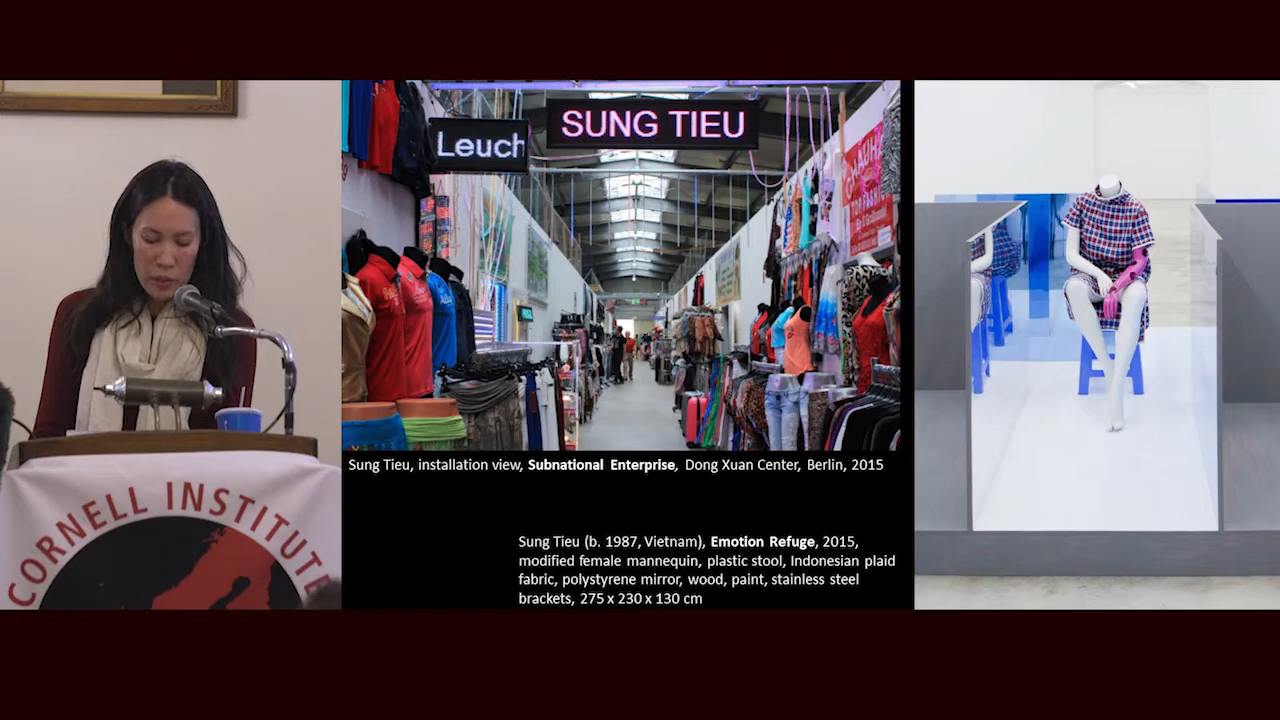 SUNG TIEU
Leuch
TOP FASHION
Sung Tieu, installation view, Subnational Enterprise, Dong Xuan Center, Berlin, 2015
Sung Tieu (b. 1987, Vietnam), Emotion Refuge, 2015,
modified female mannequin, plastic stool, Indonesian plaid
fabric, polystyrene mirror, wood, paint, stainless steel
brackets, 275 x 230 x 130 cm
CORNELL INSTITUTE